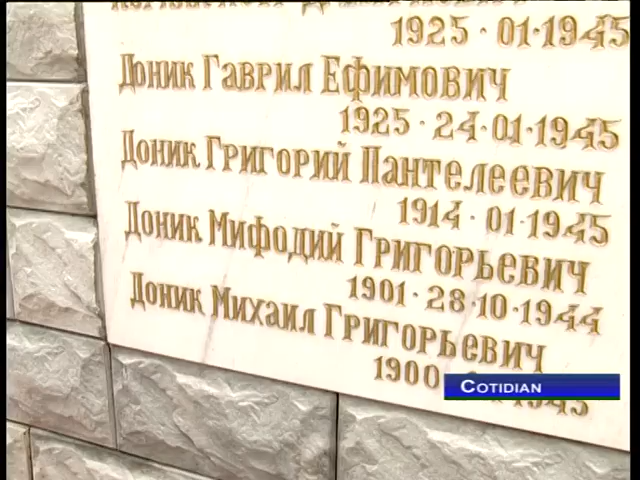 1925 · 01·1945
Доник Гаврил Ефимович
1925 · 24·01·1945
Доник Григорий Пантелеевич
1914 · 01·1945
Доник Мифодий Григорьевич
1901 · 28·10·1944
Доник Михаил Григорьевич
1900 1945
Cotidian